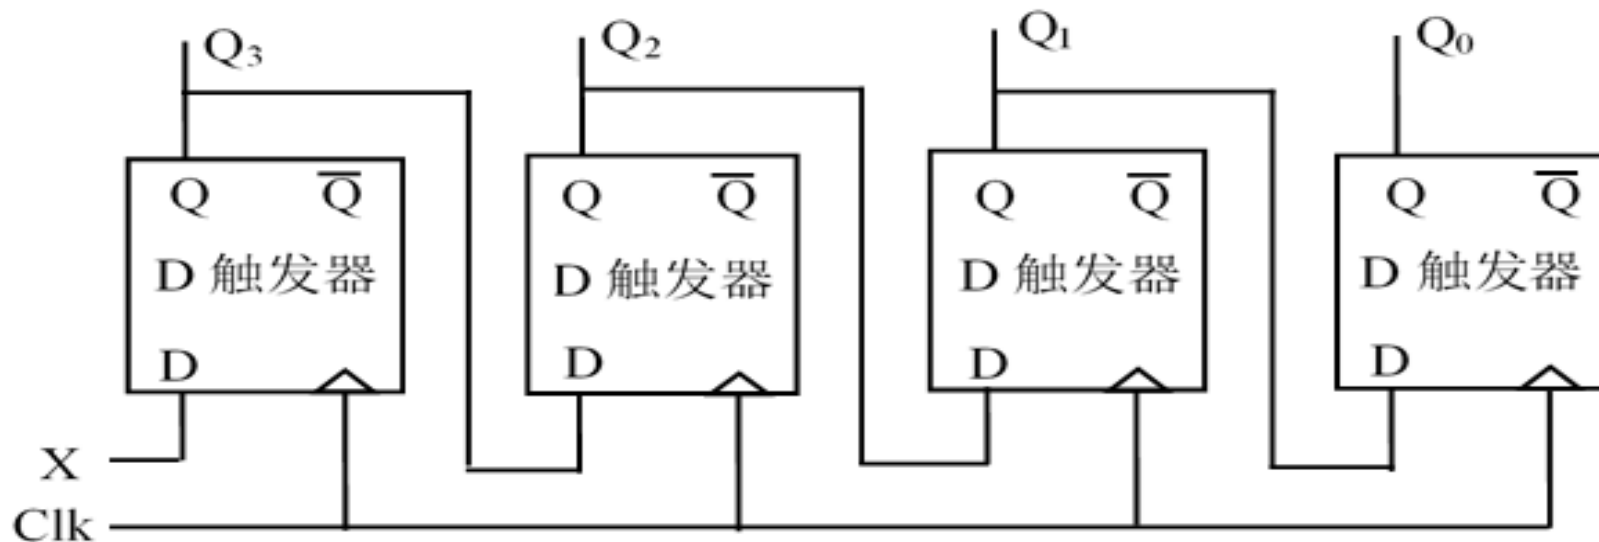 Q₃ Q₂ Q₁ Q₀
Q Q̅ Q Q̅ Q Q̅ Q Q̅
D 触发器 D 触发器 D 触发器 D 触发器
D D D D
X
Clk